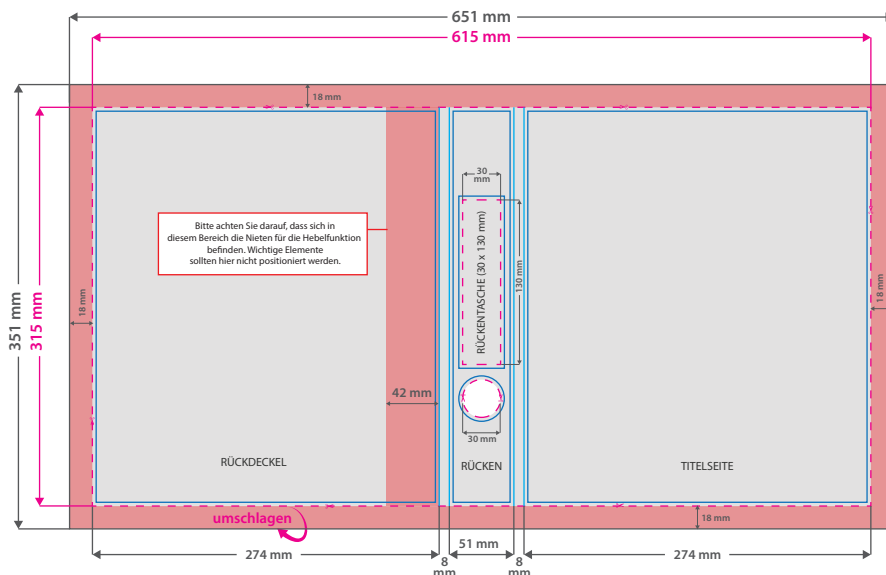 651 mm
615 mm
18 mm
30
mm
Bitte achten Sie darauf, dass sich in
diesem Bereich die Nieten für die Hebelfunktion
befinden. Wichtige Elemente
sollten hier nicht positioniert werden.
RÜCKENTASCHE (30 x 130 mm)
130 mm
351 mm
315 mm
18 mm
18 mm
42 mm
30 mm
RÜCKDECKEL
RÜCKEN
TITELSEITE
umschlagen
18 mm
274 mm
8
mm
51 mm
8
mm
274 mm